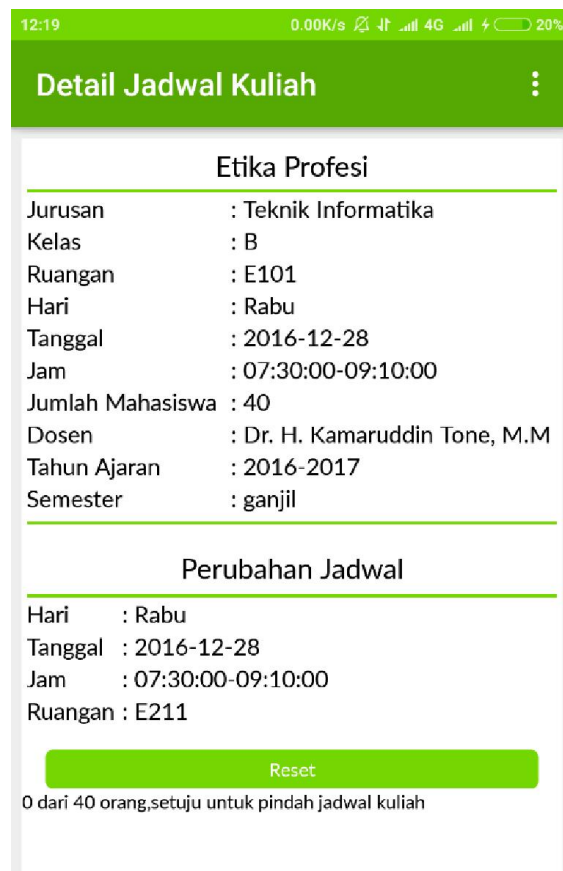 12:19 0.00K/s 4G 20%
Detail Jadwal Kuliah
Etika Profesi
Jurusan : Teknik Informatika
Kelas : B
Ruangan : E101
Hari : Rabu
Tanggal : 2016-12-28
Jam : 07:30:00-09:10:00
Jumlah Mahasiswa : 40
Dosen : Dr. H. Kamaruddin Tone, M.M
Tahun Ajaran : 2016-2017
Semester : ganjil
Perubahan Jadwal
Hari : Rabu
Tanggal : 2016-12-28
Jam : 07:30:00-09:10:00
Ruangan : E211
Reset
0 dari 40 orang,setuju untuk pindah jadwal kuliah